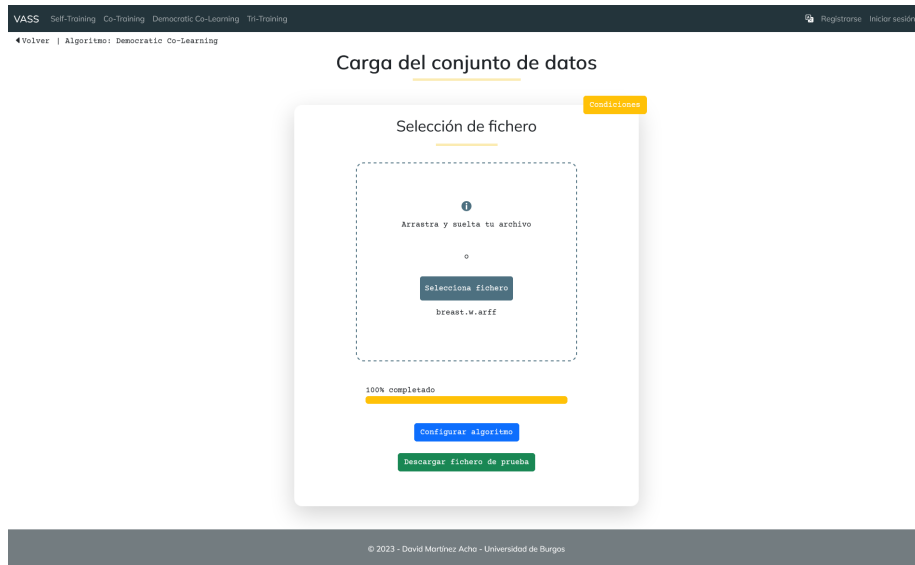 VASS Self-Training Co-Training Democratic Co-Learning Tri-Training Registrarse Iniciar sesión
Volver | Algoritmo: Democratic Co-Learning
Carga del conjunto de datos
Condiciones
Selección de fichero
Arrastra y suelta tu archivo
o
Selecciona fichero
breast.w.arff
100% completado
Configurar algoritmo
Descargar fichero de prueba
© 2023 - David Martínez Acha - Universidad de Burgos